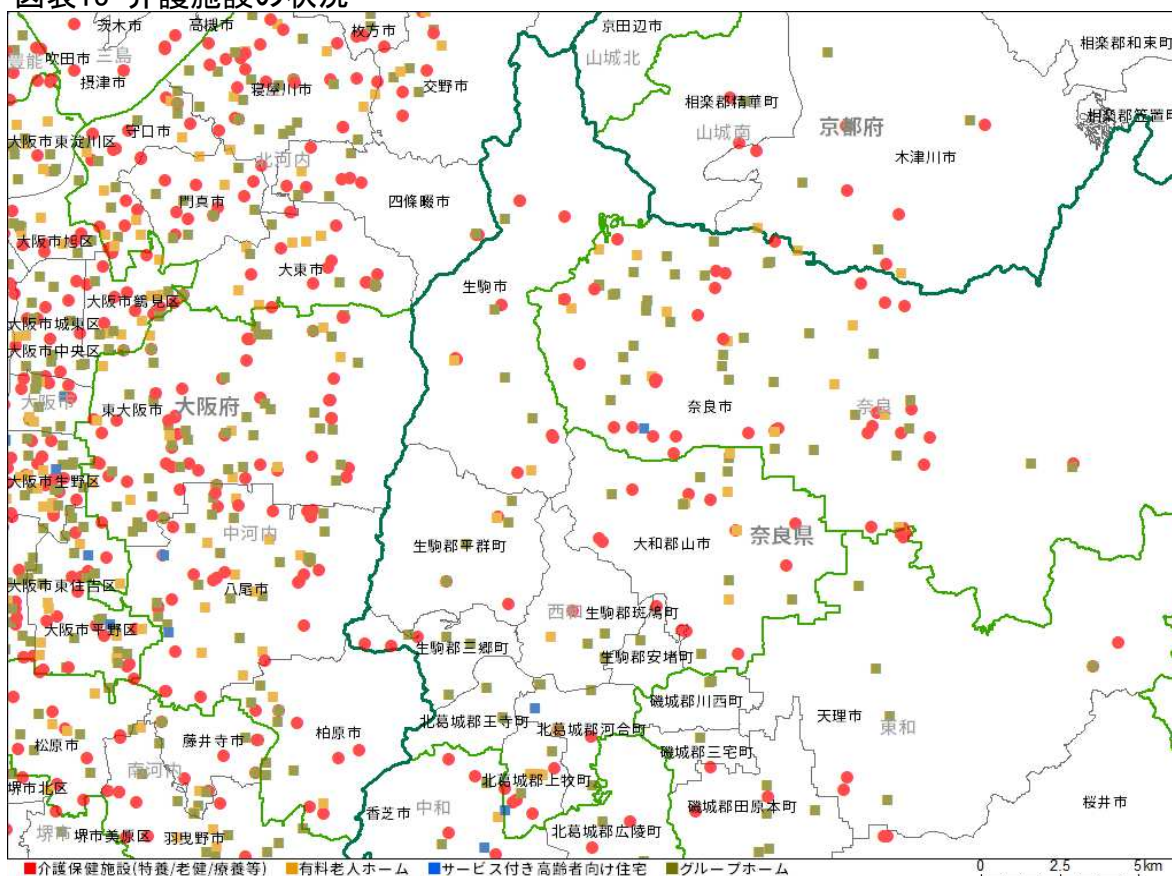 図表16 介護施設の状況
茨木市
高槻市
枚方市
京田辺市
相楽郡和束町
豊能
吹田市
三島
摂津市
山城北
寝屋川市
交野市
相楽郡精華町
相楽郡笠置町
守口市
山城南
京都府
大阪市東淀川区
北河内
木津川市
門真市
四條畷市
大阪市旭区
大東市
生駒市
大阪市鶴見区
大阪市城東区
大阪市中央区
大阪市
東大阪市
大阪府
奈良市
奈良
大阪市生野区
中河内
生駒郡平群町
大和郡山市
奈良県
大阪市東住吉区
八尾市
西和
生駒郡斑鳩町
大阪市平野区
生駒郡三郷町
生駒郡安堵町
磯城郡川西町
天理市
東和
北葛城郡王寺町
北葛城郡河合町
松原市
藤井寺市
柏原市
磯城郡三宅町
南河内
堺市北区
北葛城郡上牧町
香芝市
中和
磯城郡田原本町
桜井市
堺市
堺市美原区
羽曳野市
北葛城郡広陵町
介護保健施設(特養/老健/療養等) 有料老人ホーム サービス付き高齢者向け住宅 グループホーム
0 2.5 5km